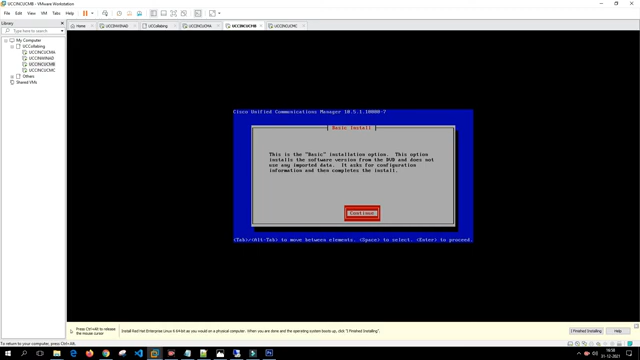 UCCINCUCMB - VMware Workstation
File Edit View VM Tabs Help
Library
Type here to search
My Computer
UCCollabing
UCCINCUCMA
UCCINWINAD
UCCINCUCMB
UCCINCUCMC
Others
Shared VMs
Home UCCINWINAD UCCollabing UCCINCUCMA UCCINCUCMB UCCINCUCMC
Cisco Unified Communications Manager 10.5.1.10000-7
Basic Install
This is the "Basic" installation option. This option
installs the software version from the DVD and does not
use any imported data. It asks for configuration
information and then completes the install.
Continue
<Tab>/<Alt-Tab> to move between elements. <Space> to select. <Enter> to proceed.
Press Ctrl+Alt to release
the mouse cursor
Install Red Hat Enterprise Linux 6 64-bit as you would on a physical computer. When you are done and the operating system boots up, click "I Finished Installing".
I Finished Installing
Help
To return to your computer, press Ctrl+Alt.
16:58
21-12-2021